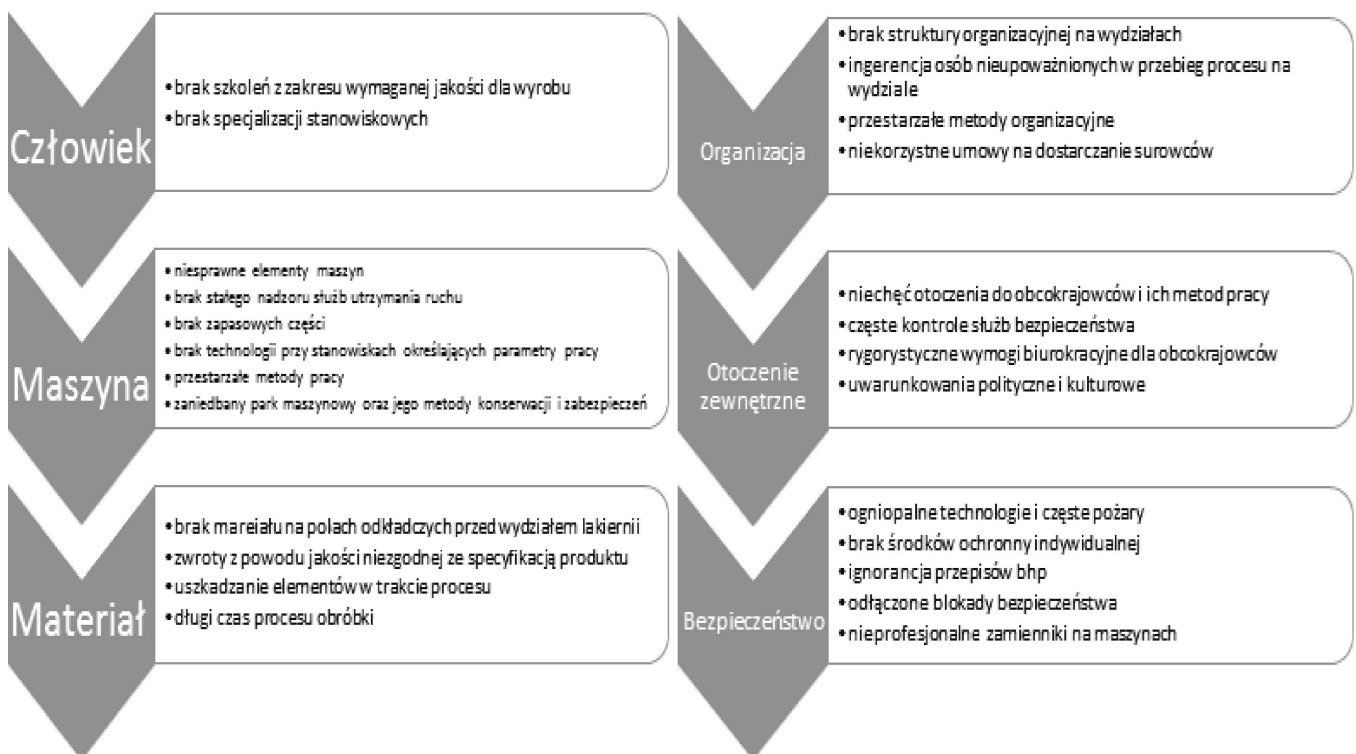 Człowiek
• brak szkoleń z zakresu wymaganej jakości dla wyrobu
• brak specjalizacji stanowiskowych
Maszyna
• niesprawne elementy maszyn
• brak stałego nadzoru służb utrzymania ruchu
• brak zapasowych części
• brak technologii przy stanowiskach określających parametry pracy
• przestarzałe metody pracy
• zaniedbany park maszynowy oraz jego metody konserwacji i zabezpieczeń
Materiał
• brak mareiału na polach odkładczych przed wydziałem lakierni
• zwroty z powodu jakości niezgodnej ze specyfikacją produktu
• uszkadzanie elementów w trakcie procesu
• długi czas procesu obróbki
Organizacja
• brak struktury organizacyjnej na wydziałach
• ingerencja osób nieupoważnionych w przebieg procesu na
wydziale
• przestarzałe metody organizacyjne
• niekorzystne umowy na dostarczanie surowców
Otoczenie
zewnętrzne
• niechęć otoczenia do obcokrajowców i ich metod pracy
• częste kontrole służb bezpieczeństwa
• rygorystyczne wymogi biurokracyjne dla obcokrajowców
• uwarunkowania polityczne i kulturowe
Bezpieczeństwo
• ogniopalne technologie i częste pożary
• brak środków ochronny indywidualnej
• ignorancja przepisów bhp
• odłączone blokady bezpieczeństwa
• nieprofesjonalne zamienniki na maszynach